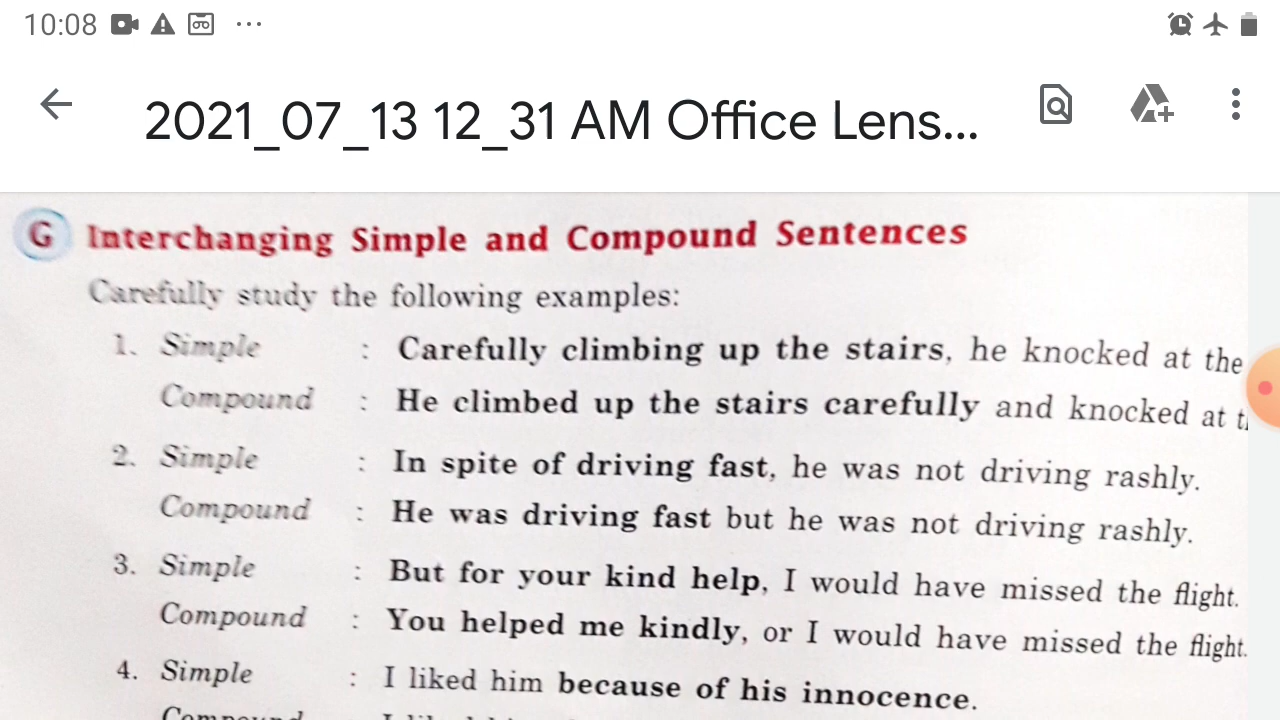 10:08 ...
2021_07_13 12_31 AM Office Lens...
G Interchanging Simple and Compound Sentences
Carefully study the following examples:
1. Simple : Carefully climbing up the stairs, he knocked at the
Compound : He climbed up the stairs carefully and knocked at
2. Simple : In spite of driving fast, he was not driving rashly.
Compound : He was driving fast but he was not driving rashly.
3. Simple : But for your kind help, I would have missed the flight.
Compound : You helped me kindly, or I would have missed the flight.
4. Simple : I liked him because of his innocence.
Compound